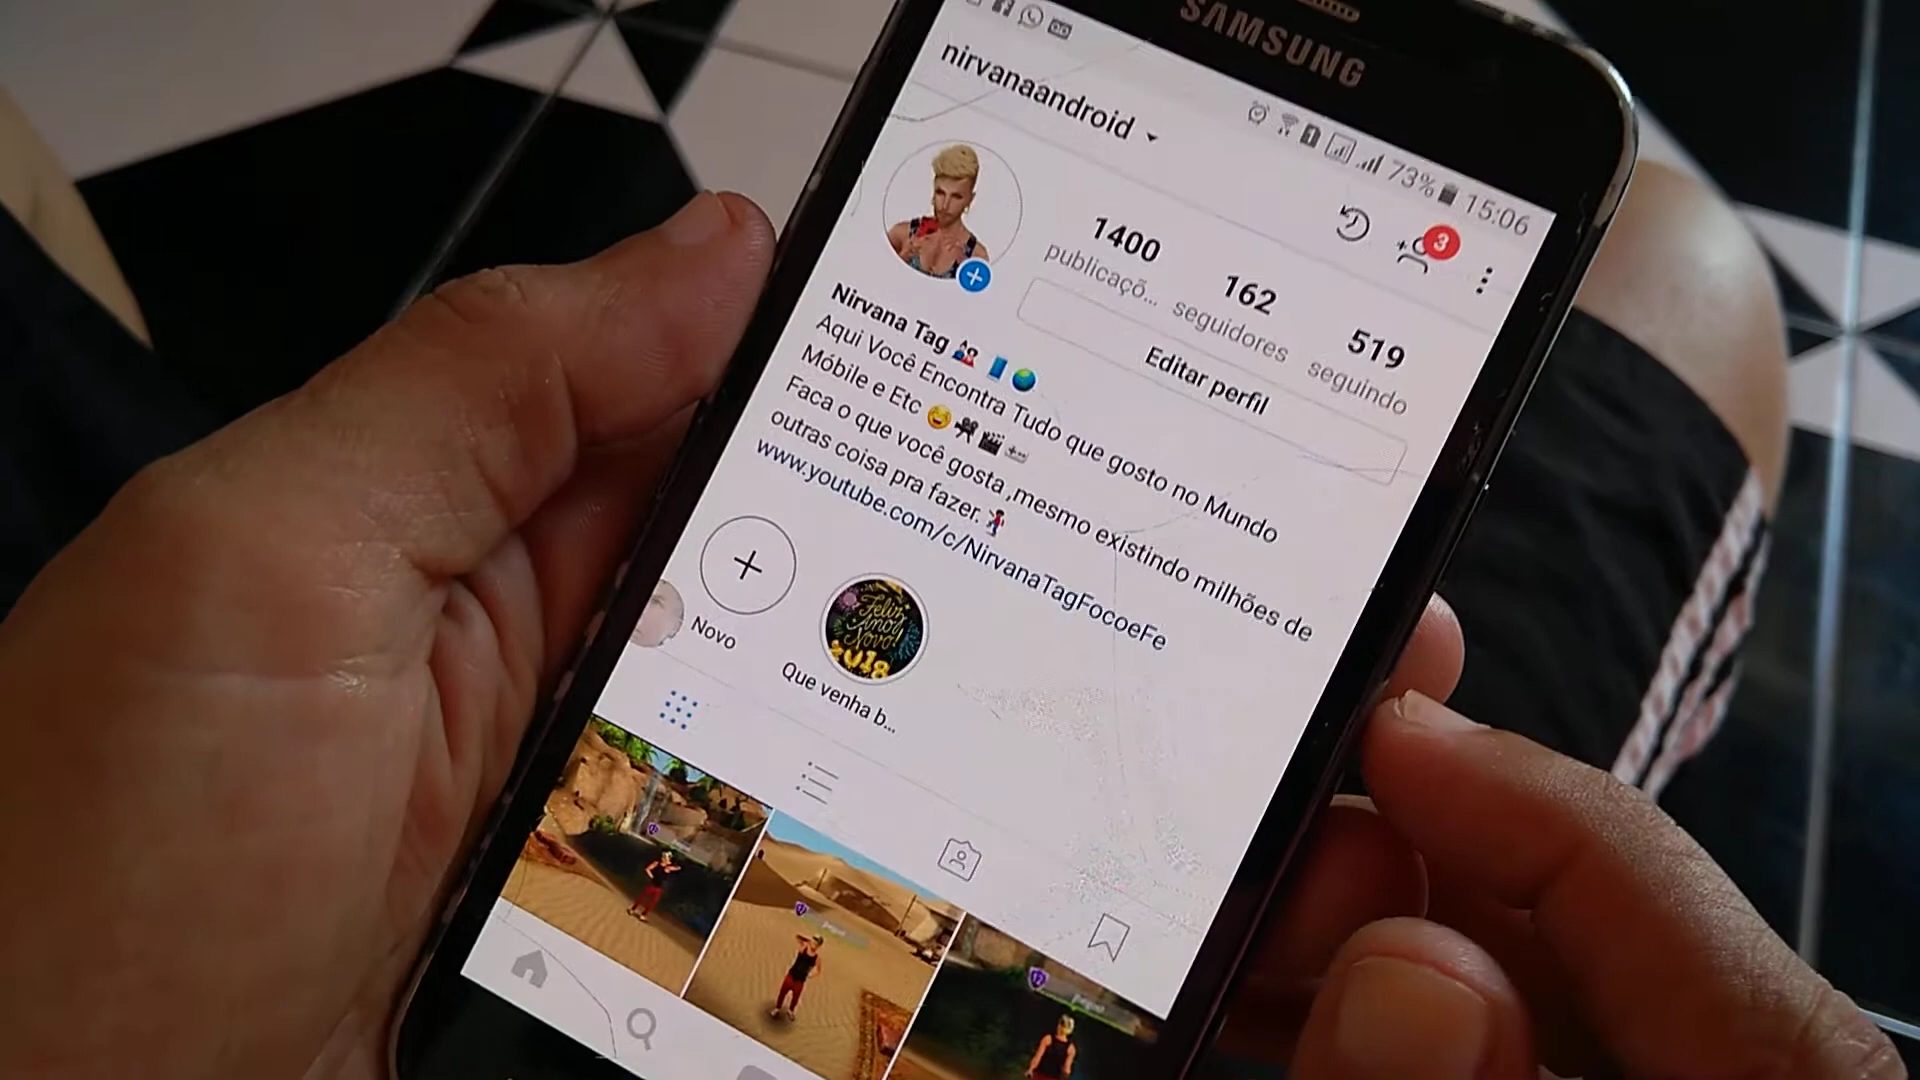 SAMSUNG
73% 15:06
nirvanaandroid
3
1400
publicaçõ...
162
seguidores
519
seguindo
Editar perfil
Nirvana Tag
Aqui Você Encontra Tudo que gosto no Mundo
Móbile e Etc
Faca o que você gosta ,mesmo existindo milhões de
outras coisa pra fazer.
www.youtube.com/c/NirvanaTagFocoeFe
Feliz
Ano
Novo!
2018
Novo
Que venha b...